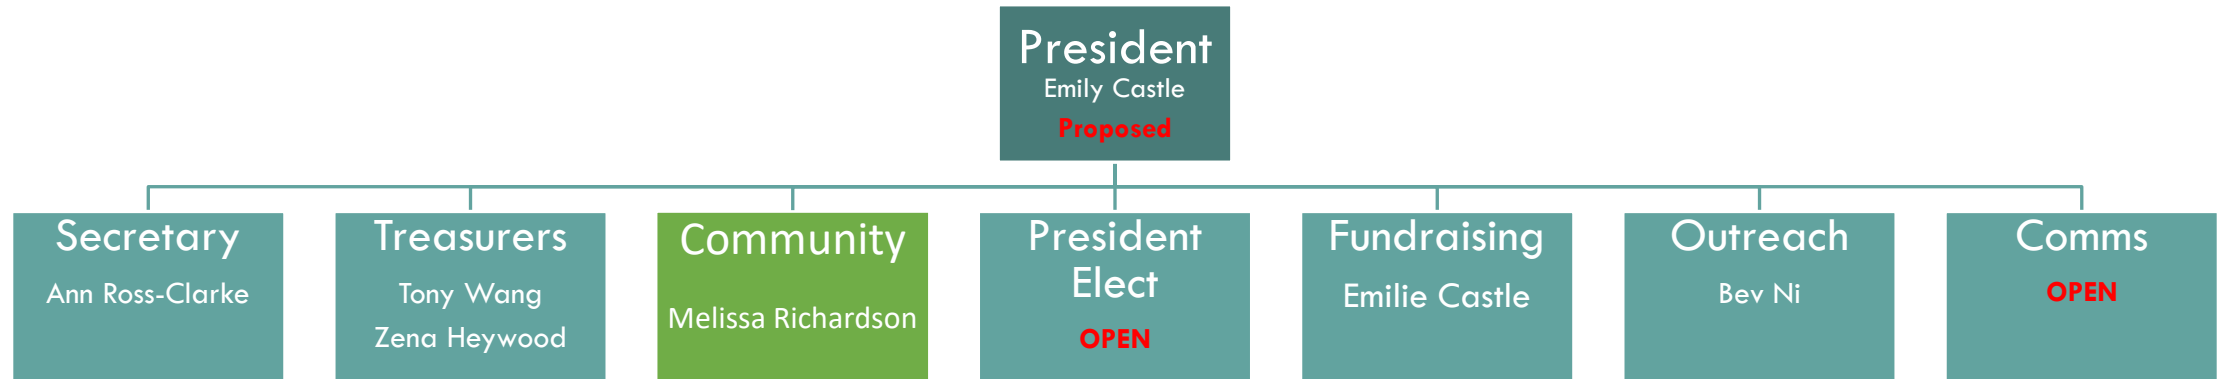 President
Emily Castle
Proposed
Secretary
Ann Ross-Clarke
Treasurers
Tony Wang
Zena Heywood
Community
Melissa Richardson
President
Elect
OPEN
Fundraising
Emilie Castle
Outreach
Bev Ni
Comms
OPEN